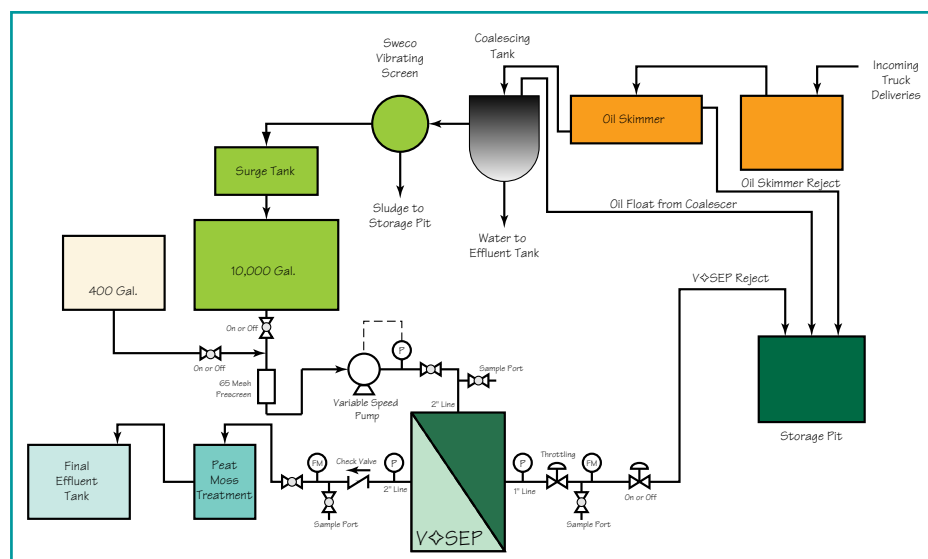 Sweco
Vibrating
Screen
Coalescing
Tank
Incoming
Truck
Deliveries
Oil Skimmer
Surge Tank
Oil Skimmer Reject
Oil Float from Coalescer
Sludge to
Storage Pit
Water to
Effluent Tank
10,000 Gal.
400 Gal.
V✧SEP Reject
On or Off
On or Off
65 Mesh
Prescreen
P
Variable Speed
Pump
Sample Port
2" Line
Storage Pit
Final
Effluent
Tank
Peat
Moss
Treatment
FM
Check Valve
P
2" Line
Sample Port
V✧SEP
P
1" Line
Throttling
FM
On or Off
Sample Port